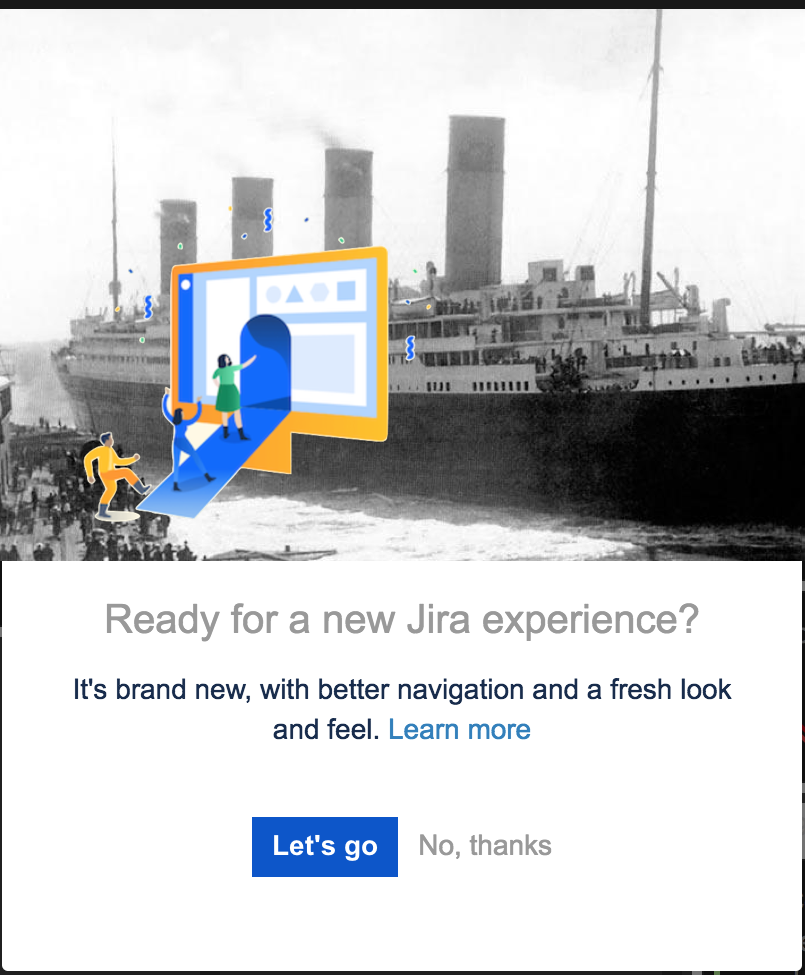 Ready for a new Jira experience?
It's brand new, with better navigation and a fresh look
and feel. Learn more
Let's go
No, thanks